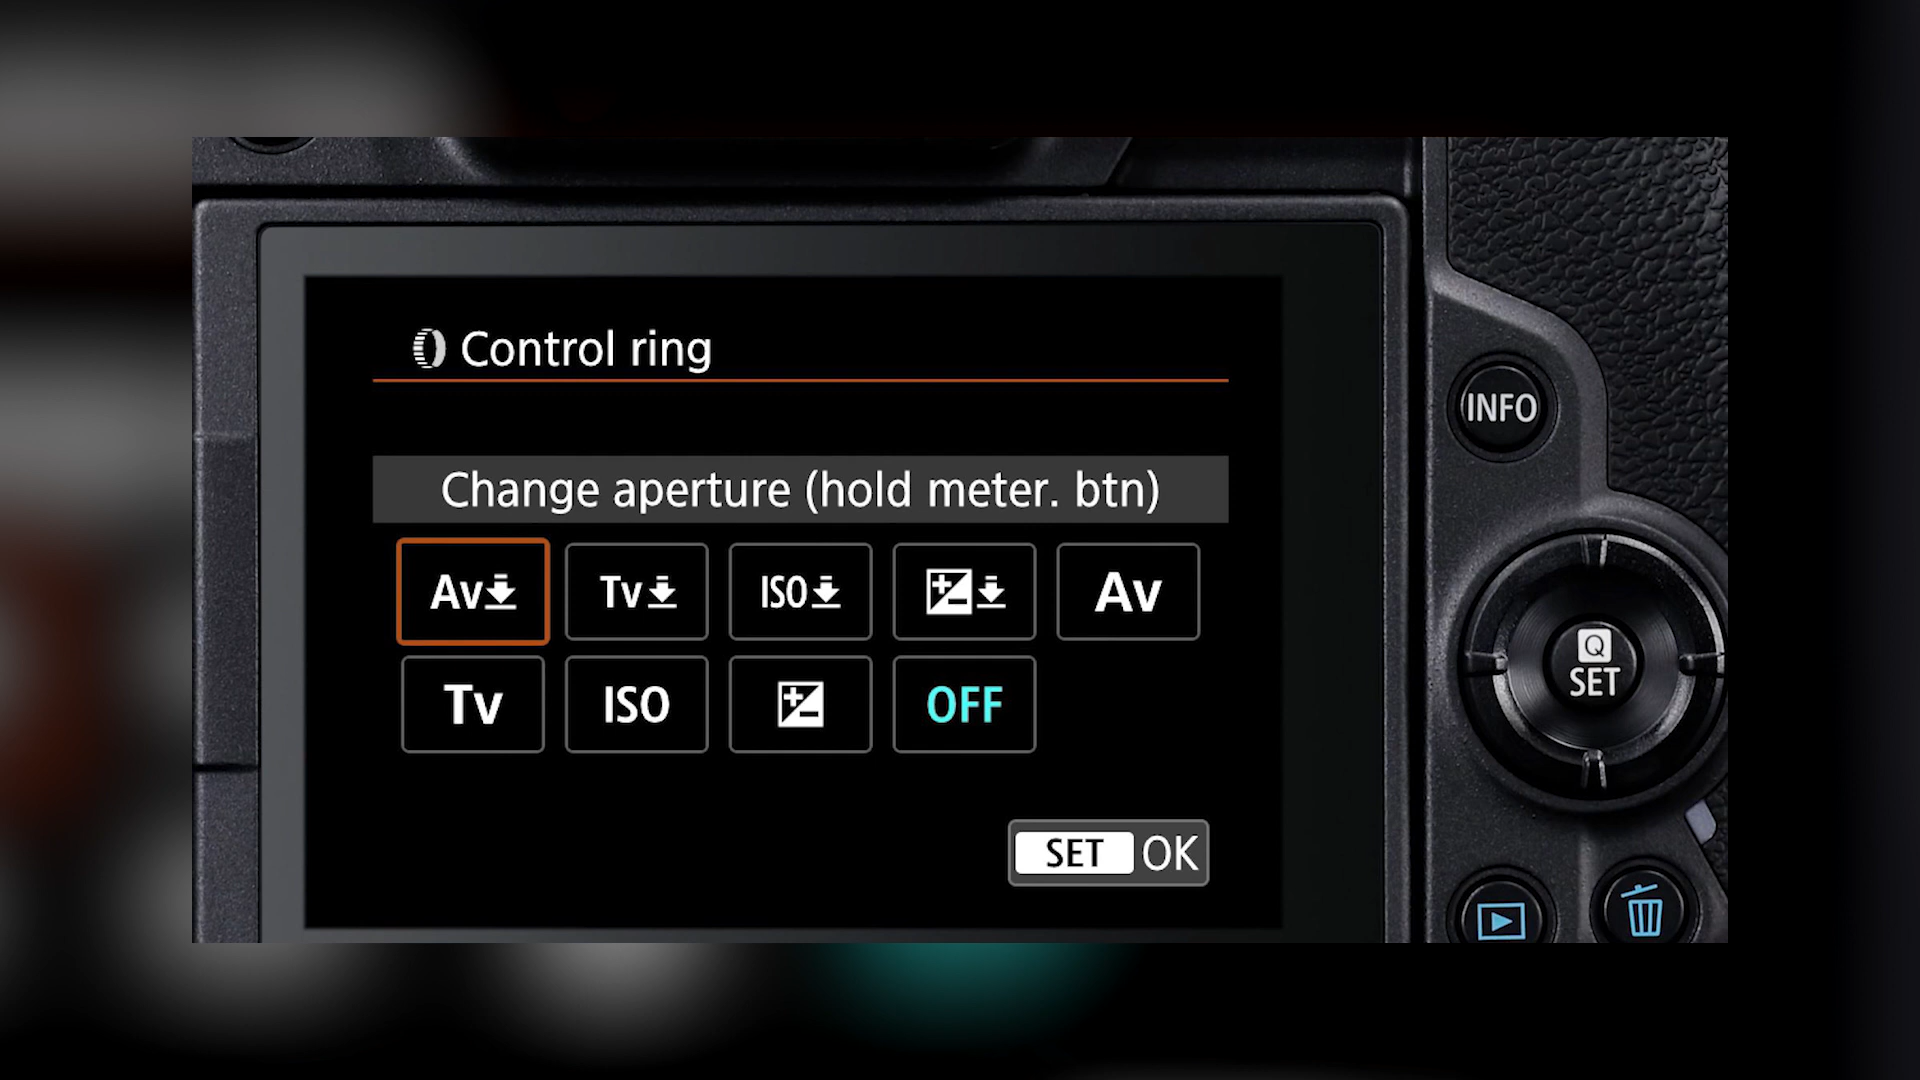 Control ring
INFO
Change aperture (hold meter. btn)
Av Tv ISO Av
Tv ISO OFF
Q
SET
SET OK